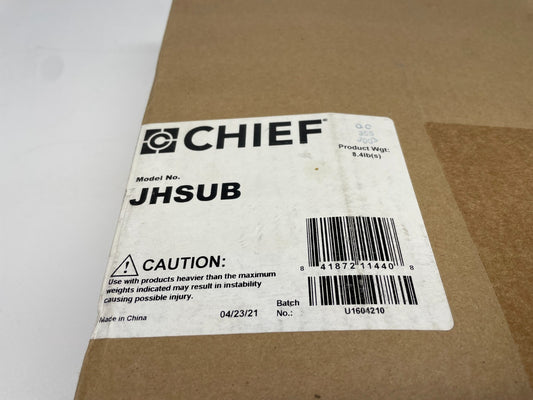 CHIEF®
Q.C
355
Product Wgt:
8.4lb(s)
Model No.
JHSUB
CAUTION:
Use with products heavier than the maximum
weights indicated may result in instability
causing possible injury.
8 41872 11440 8
Made in China
04/23/21
Batch
No.:
U1604210